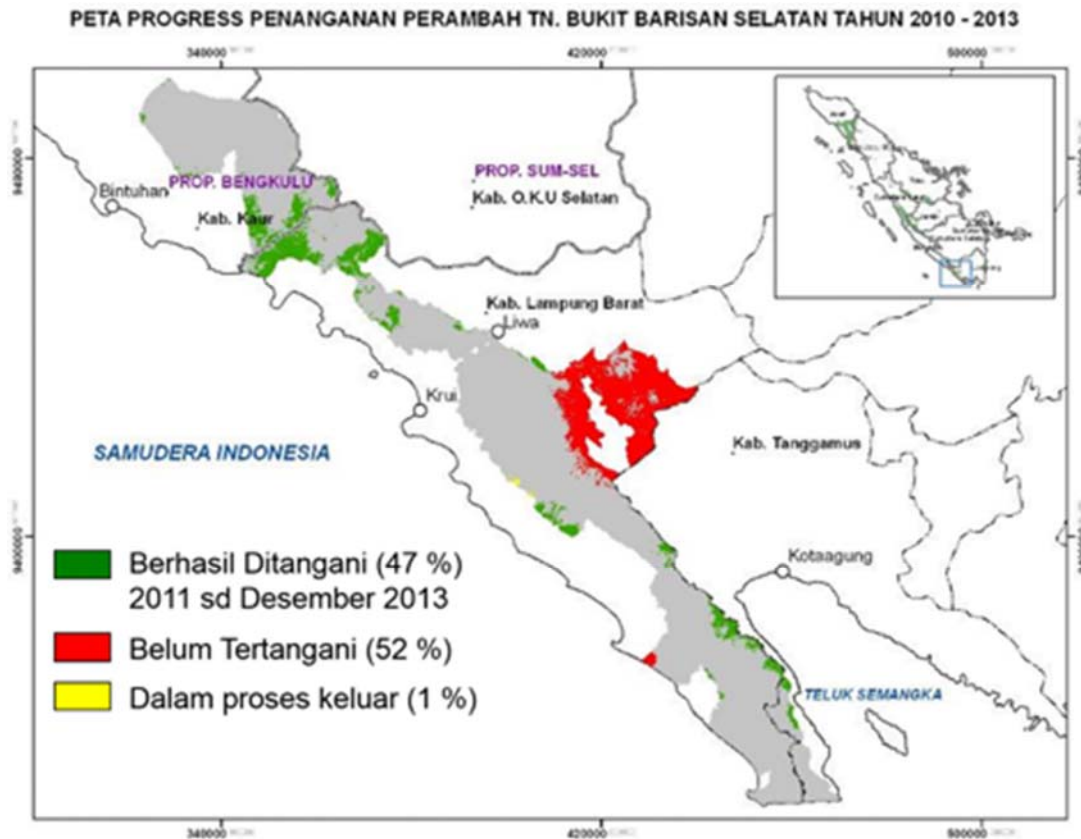 PETA PROGRESS PENANGANAN PERAMBAH TN. BUKIT BARISAN SELATAN TAHUN 2010 - 2013
340000
420000
500000
9480000
PROP. SUM-SEL
PROP. BENGKULU
Bintuhan
Kab. O.K.U Selatan
Kab. Kaur
Kab. Lampung Barat
Liwa
Krui
SAMUDERA INDONESIA
Kab. Tanggamus
9400000
Berhasil Ditangani (47 %)
2011 sd Desember 2013
Kotaagung
Belum Tertangani (52 %)
Dalam proses keluar (1 %)
TELUK SEMANGKA
340000
420000
500000